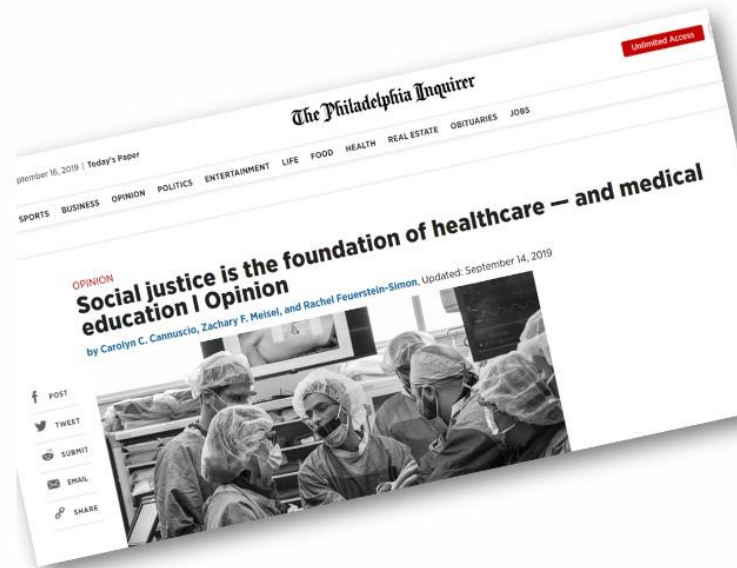 Unlimited Access
The Philadelphia Inquirer
ptember 16, 2019 | Today's Paper
SPORTS BUSINESS OPINION POLITICS ENTERTAINMENT LIFE FOOD HEALTH REAL ESTATE OBITUARIES JOBS
OPINION
Social justice is the foundation of healthcare — and medical
education | Opinion
by Carolyn C. Cannuscio, Zachary F. Meisel, and Rachel Feuerstein-Simon, Updated: September 14, 2019
POST
TWEET
SUBMIT
EMAIL
SHARE